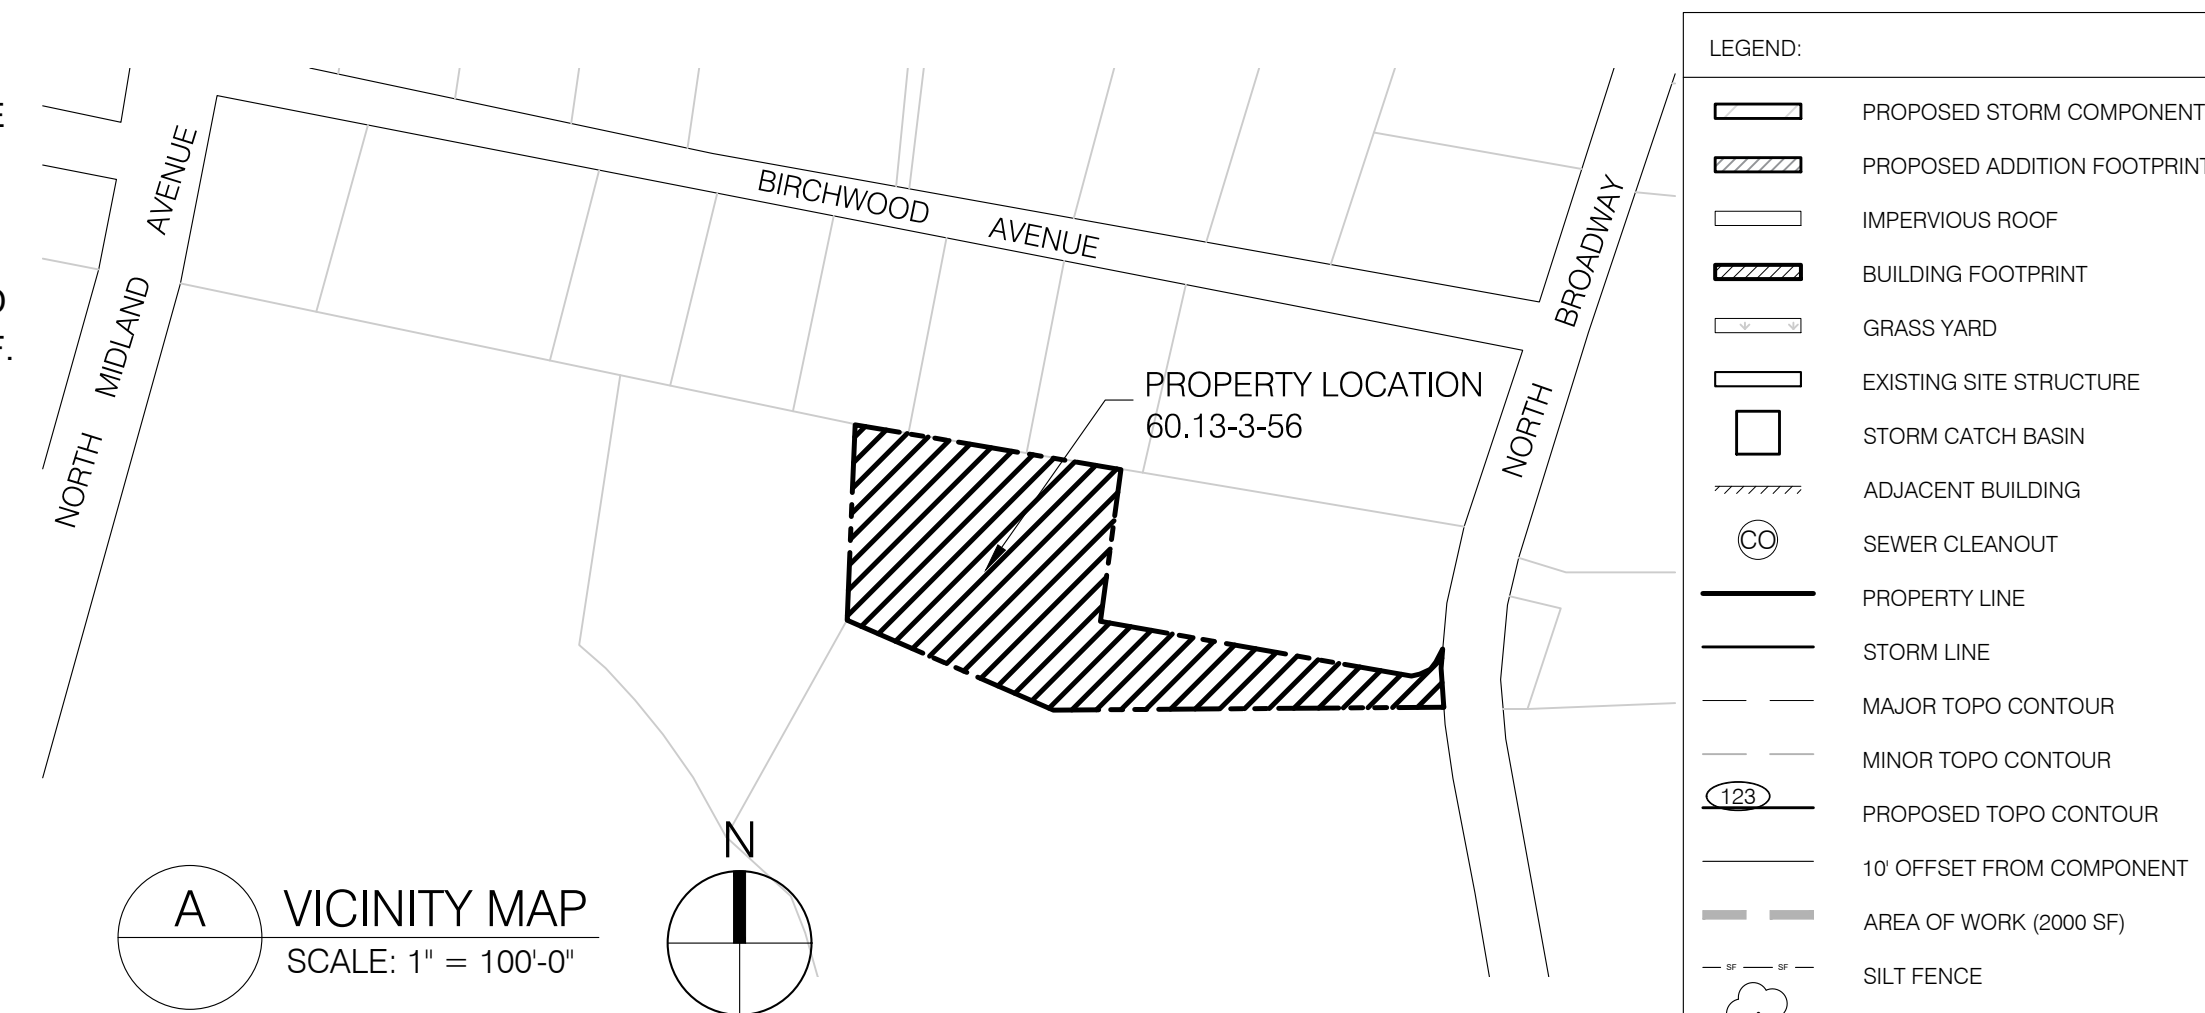 E
O
F.
NORTH MIDLAND AVENUE
BIRCHWOOD AVENUE
NORTH BROADWAY
PROPERTY LOCATION
60.13-3-56
N
A
VICINITY MAP
SCALE: 1" = 100'-0"
LEGEND:
PROPOSED STORM COMPONENT
PROPOSED ADDITION FOOTPRINT
IMPERVIOUS ROOF
BUILDING FOOTPRINT
GRASS YARD
EXISTING SITE STRUCTURE
STORM CATCH BASIN
ADJACENT BUILDING
CO SEWER CLEANOUT
PROPERTY LINE
STORM LINE
MAJOR TOPO CONTOUR
MINOR TOPO CONTOUR
123 PROPOSED TOPO CONTOUR
10' OFFSET FROM COMPONENT
AREA OF WORK (2000 SF)
SF SF SILT FENCE